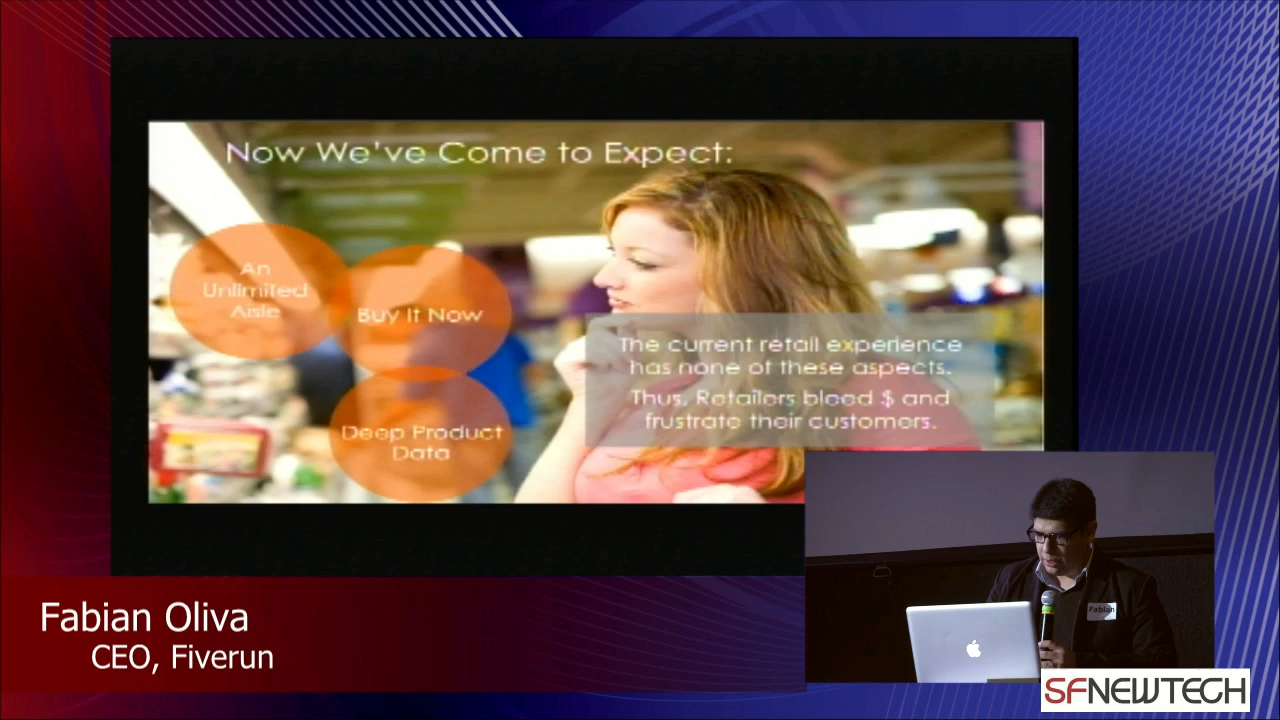 Now We've Come to Expect:
An
Unlimited
Aisle
Buy It Now
Deep Product
Data
The current retail experience
has none of these aspects.
Thus, Retailers bleed $ and
frustrate their customers.
Fabian
Fabian Oliva
CEO, Fiverun
SFNEWTECH